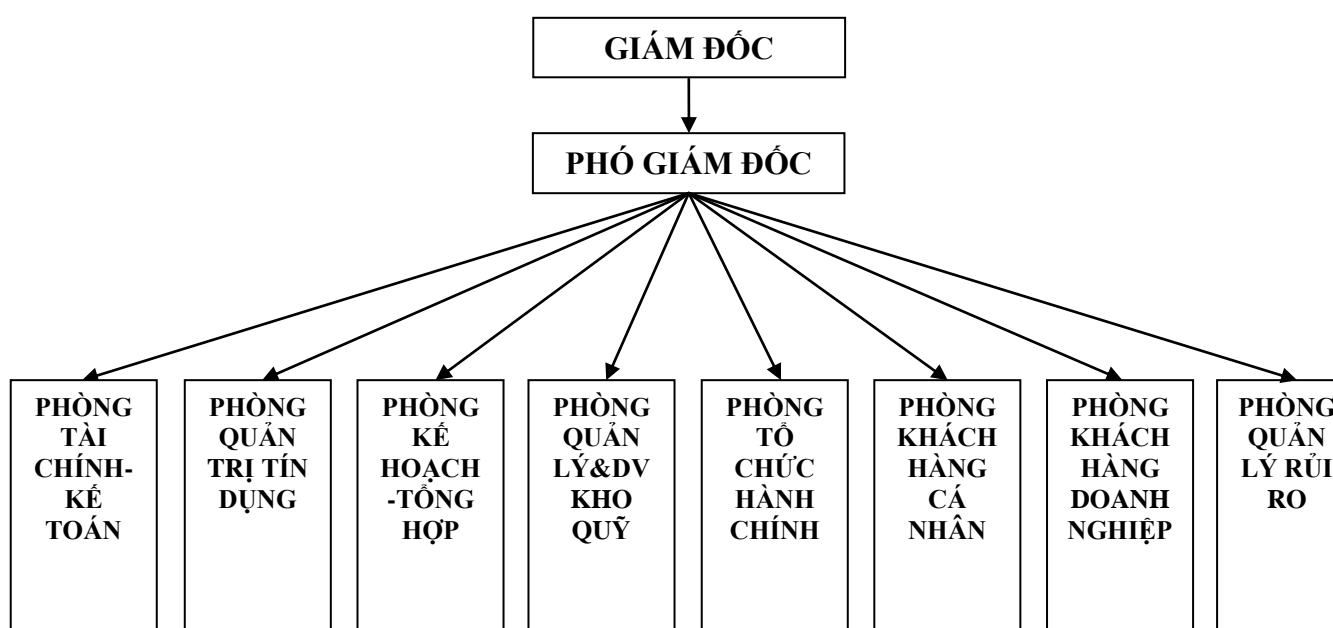 GIÁM ĐỐC
PHÓ GIÁM ĐỐC
PHÒNG
TÀI
CHÍNH-
KẾ
TOÁN
PHÒNG
QUẢN
TRỊ TÍN
DỤNG
PHÒNG
KẾ
HOẠCH
-TỔNG
HỢP
PHÒNG
QUẢN
LÝ&DV
KHO
QUỸ
PHÒNG
TỔ
CHỨC
HÀNH
CHÍNH
PHÒNG
KHÁCH
HÀNG
CÁ
NHÂN
PHÒNG
KHÁCH
HÀNG
DOANH
NGHIỆP
PHÒNG
QUẢN
LÝ RỦI
RO